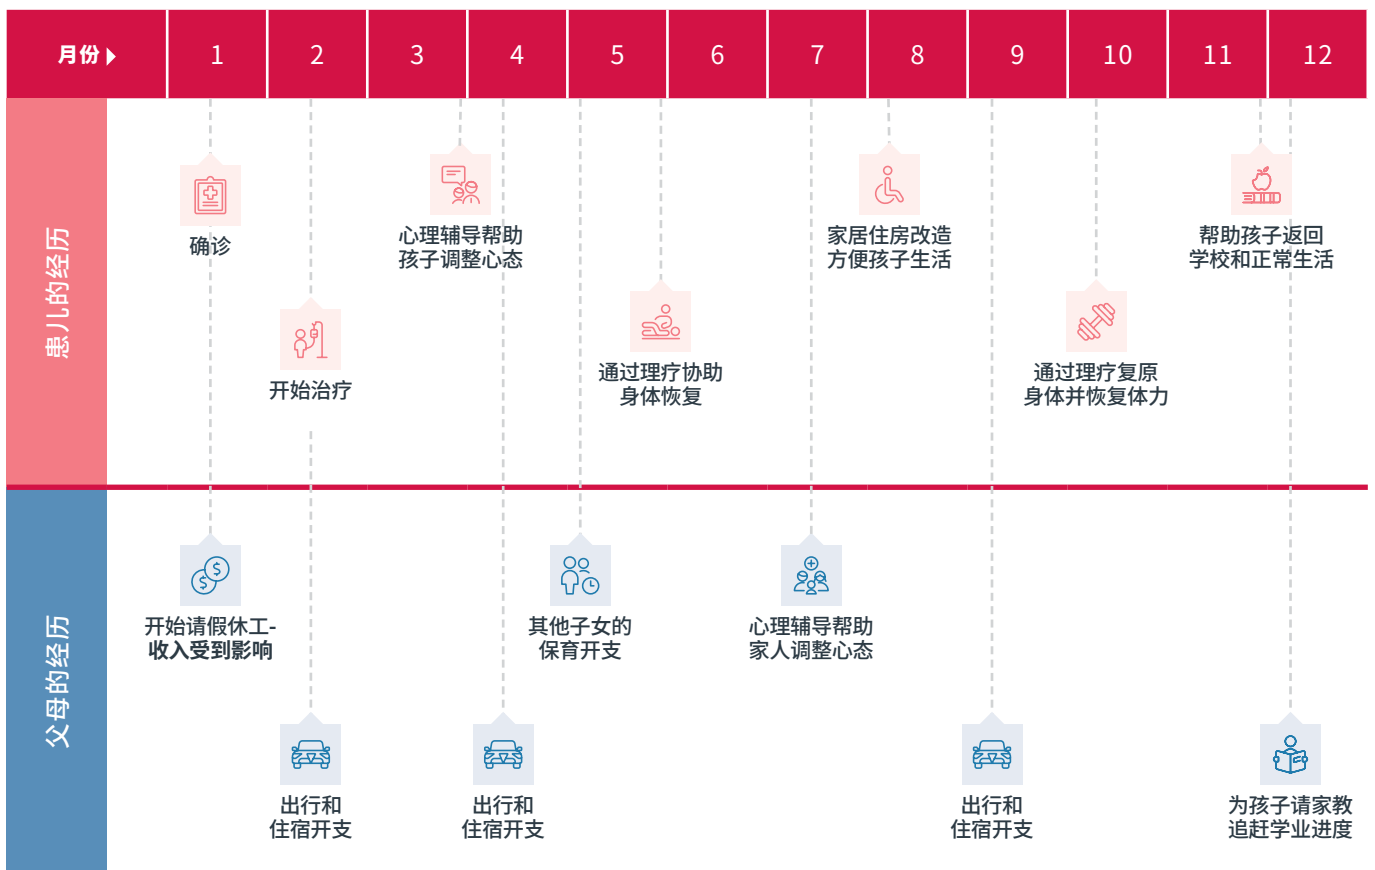 月份
1
2
3
4
5
6
7
8
9
10
11
12
患儿的经历
确诊
开始治疗
心理辅导帮助
孩子调整心态
通过理疗协助
身体恢复
家居住房改造
方便孩子生活
通过理疗复原
身体并恢复体力
帮助孩子返回
学校和正常生活
父母的经历
开始请假休工-
收入受到影响
出行和
住宿开支
出行和
住宿开支
其他子女的
保育开支
心理辅导帮助
家人调整心态
出行和
住宿开支
为孩子请家教
追赶学业进度